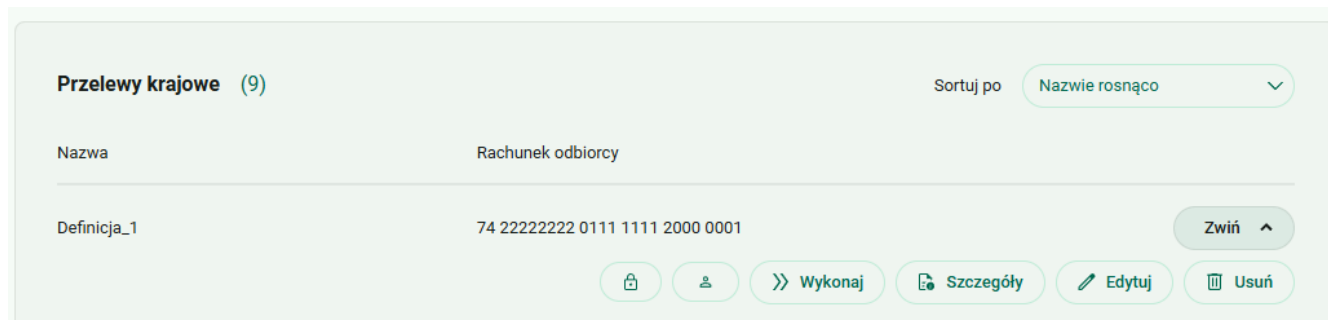 Przelewy krajowe (9) Sortuj po Nazwie rosnąco
Nazwa Rachunek odbiorcy
Definicja_1 74 22222222 0111 1111 2000 0001 Zwiń
Wykonaj Szczegóły Edytuj Usuń